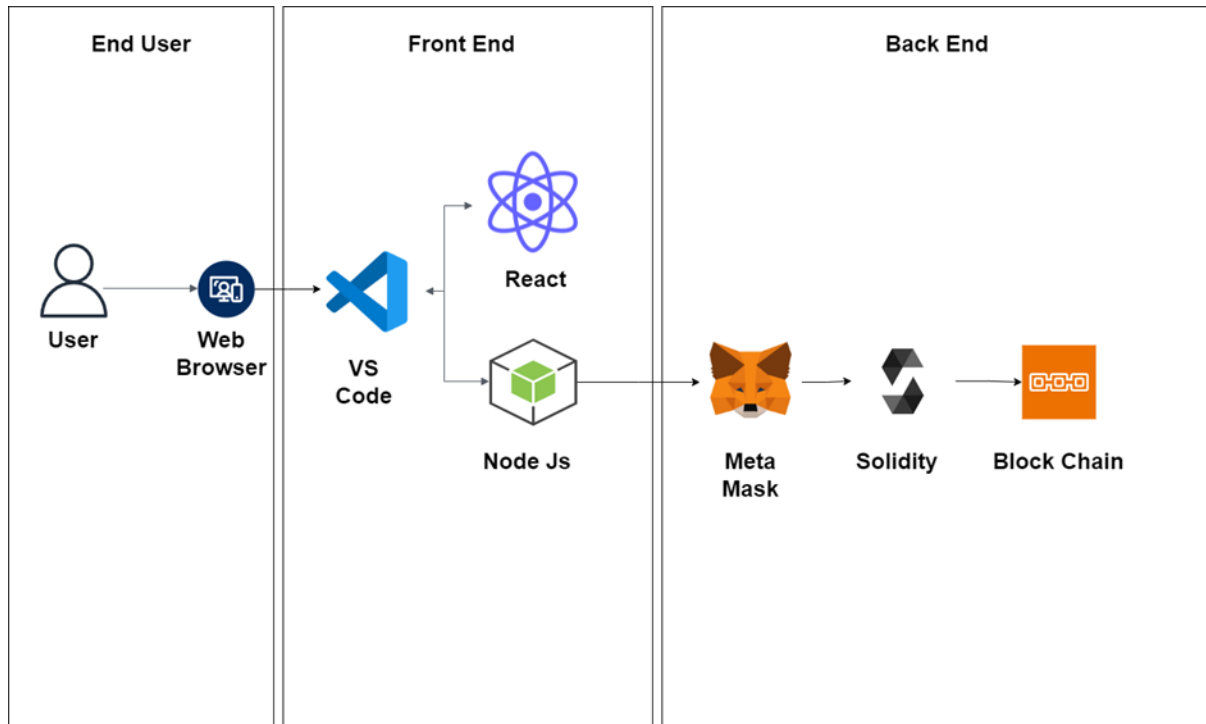 End User
Front End
Back End
User
Web
Browser
VS
Code
React
Node Js
Meta
Mask
Solidity
Block Chain